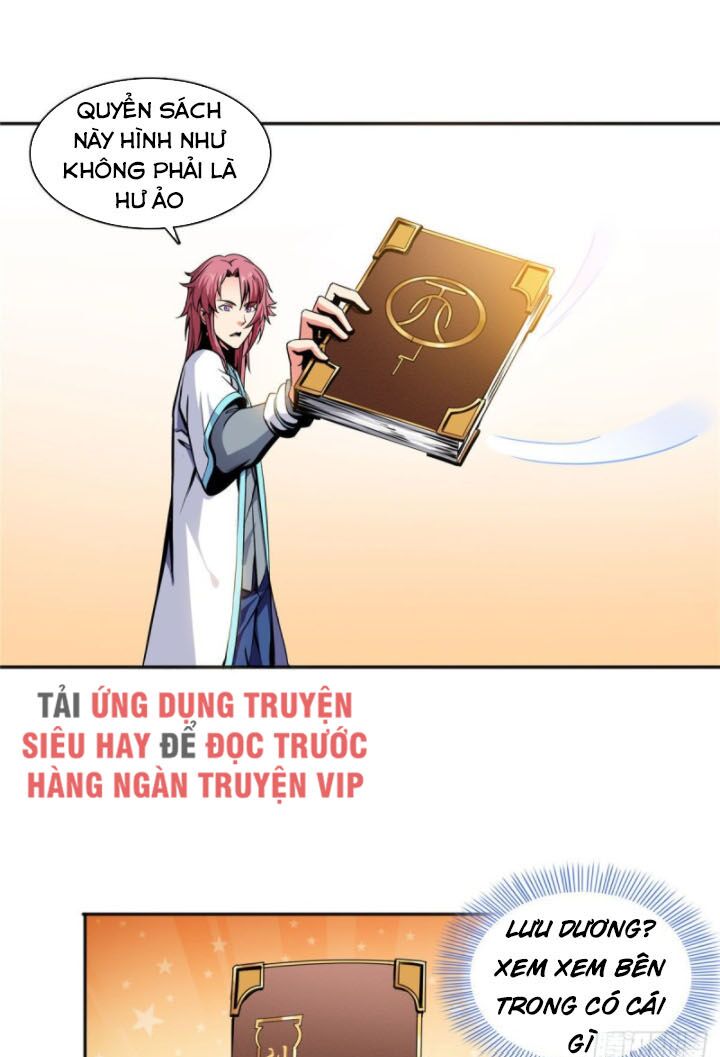 QUYỂN SÁCH
NÀY HÌNH NHƯ
KHÔNG PHẢI LÀ
HƯ ẢO
TẢI ỨNG DỤNG TRUYỆN
SIÊU HAY ĐỂ ĐỌC TRƯỚC
HÀNG NGÀN TRUYỆN VIP
LƯU DƯƠNG?
XEM XEM BÊN
TRONG CÓ CÁI
GÌ